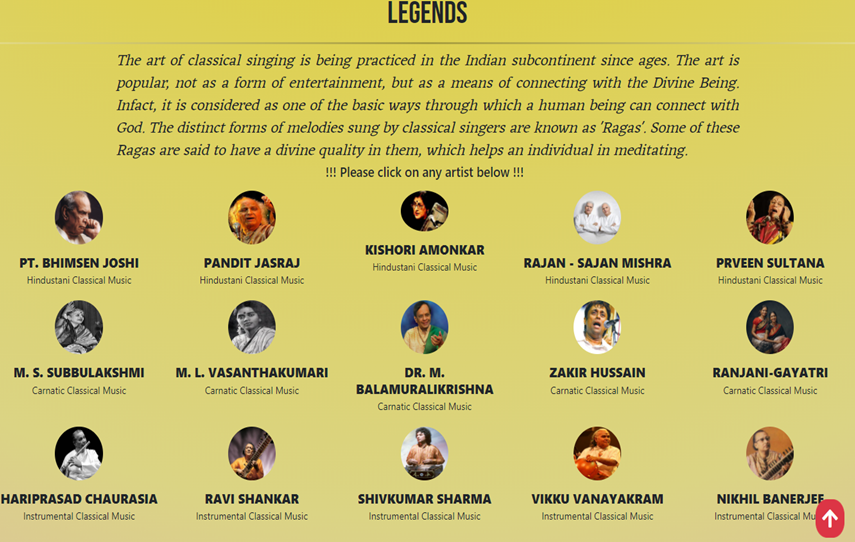 LEGENDS
The art of classical singing is being practiced in the Indian subcontinent since ages. The art is
popular, not as a form of entertainment, but as a means of connecting with the Divine Being.
Infact, it is considered as one of the basic ways through which a human being can connect with
God. The distinct forms of melodies sung by classical singers are known as 'Ragas'. Some of these
Ragas are said to have a divine quality in them, which helps an individual in meditating.
!!! Please click on any artist below !!!
PT. BHIMSEN JOSHI
Hindustani Classical Music
PANDIT JASRAJ
Hindustani Classical Music
KISHORI AMONKAR
Hindustani Classical Music
RAJAN - SAJAN MISHRA
Hindustani Classical Music
PRVEEN SULTANA
Hindustani Classical Music
M. S. SUBBULAKSHMI
Carnatic Classical Music
M. L. VASANTHAKUMARI
Carnatic Classical Music
DR. M.
BALAMURALIKRISHNA
Carnatic Classical Music
ZAKIR HUSSAIN
Carnatic Classical Music
RANJANI-GAYATRI
Carnatic Classical Music
HARIPRASAD CHAURASIA
Instrumental Classical Music
RAVI SHANKAR
Instrumental Classical Music
SHIVKUMAR SHARMA
Instrumental Classical Music
VIKKU VANAYAKRAM
Instrumental Classical Music
NIKHIL BANERJEE
Instrumental Classical